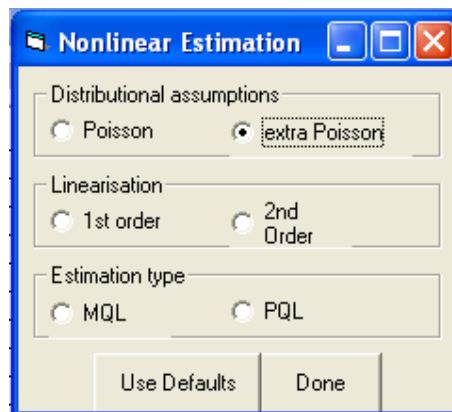 Nonlinear Estimation
Distributional assumptions
Poisson extra Poisson
Linearisation
1st order 2nd
Order
Estimation type
MQL PQL
Use Defaults Done